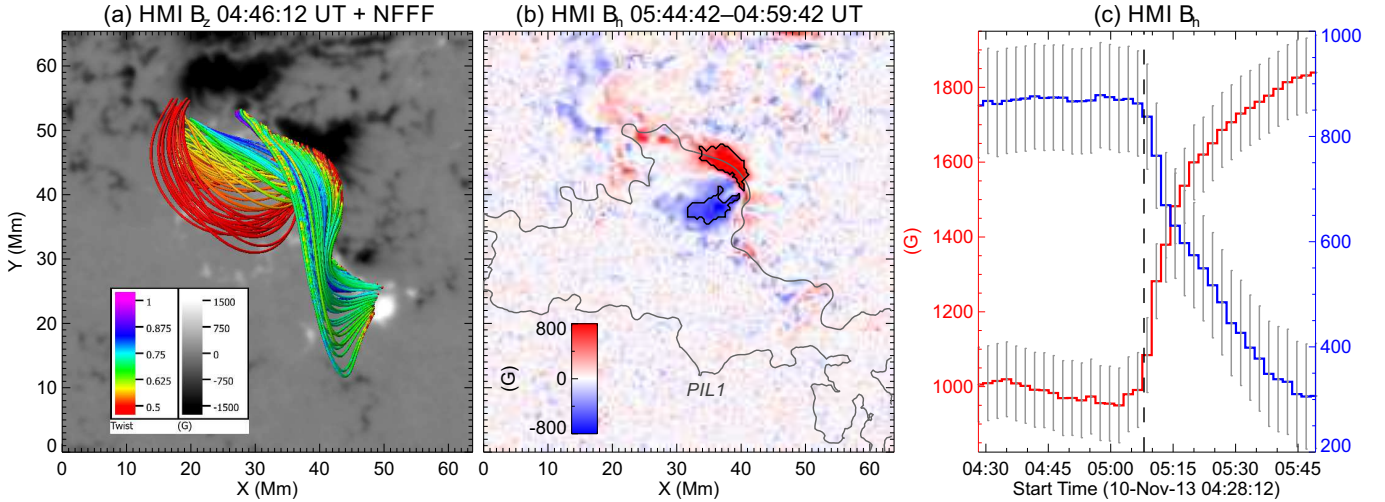 (a) HMI Bz 04:46:12 UT + NFFF
(b) HMI Bh 05:44:42–04:59:42 UT
(c) HMI Bh
60
50
40
30
20
10
0
Y (Mm)
1
0.875
0.75
0.625
0.5
Twist
1500
750
0
-750
-1500
(G)
0 10 20 30 40 50 60
X (Mm)
800
0
-800
(G)
PIL1
0 10 20 30 40 50 60
X (Mm)
1800
1600
1400
1200
1000
(G)
1000
800
600
400
200
04:30 04:45 05:00 05:15 05:30 05:45
Start Time (10-Nov-13 04:28:12)